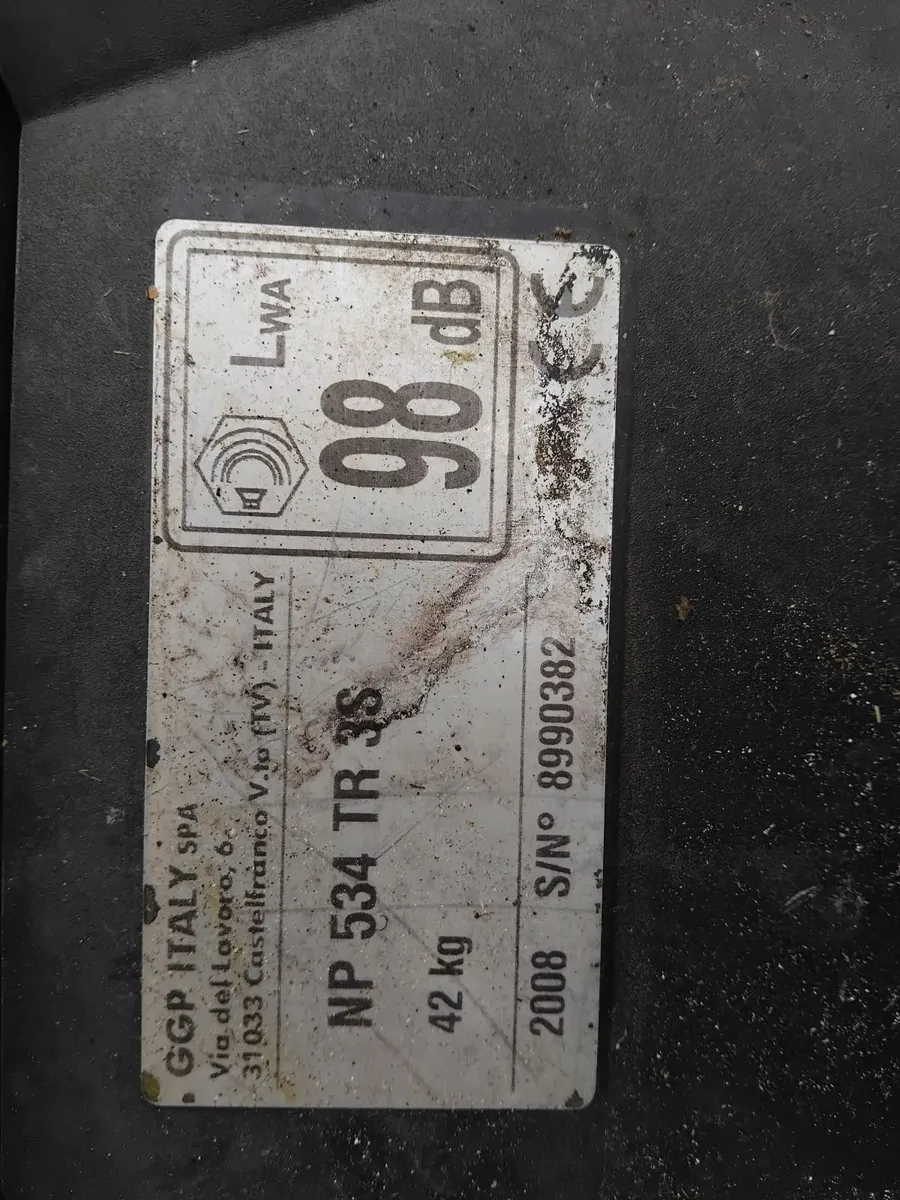 GGP ITALY SPA
Via del Lavoro, 6
31033 Castelfranco V.to (TV) - ITALY
NP 534 TR 3S
42 kg
2008 S/N° 8990382
LWA
98 dB
CE